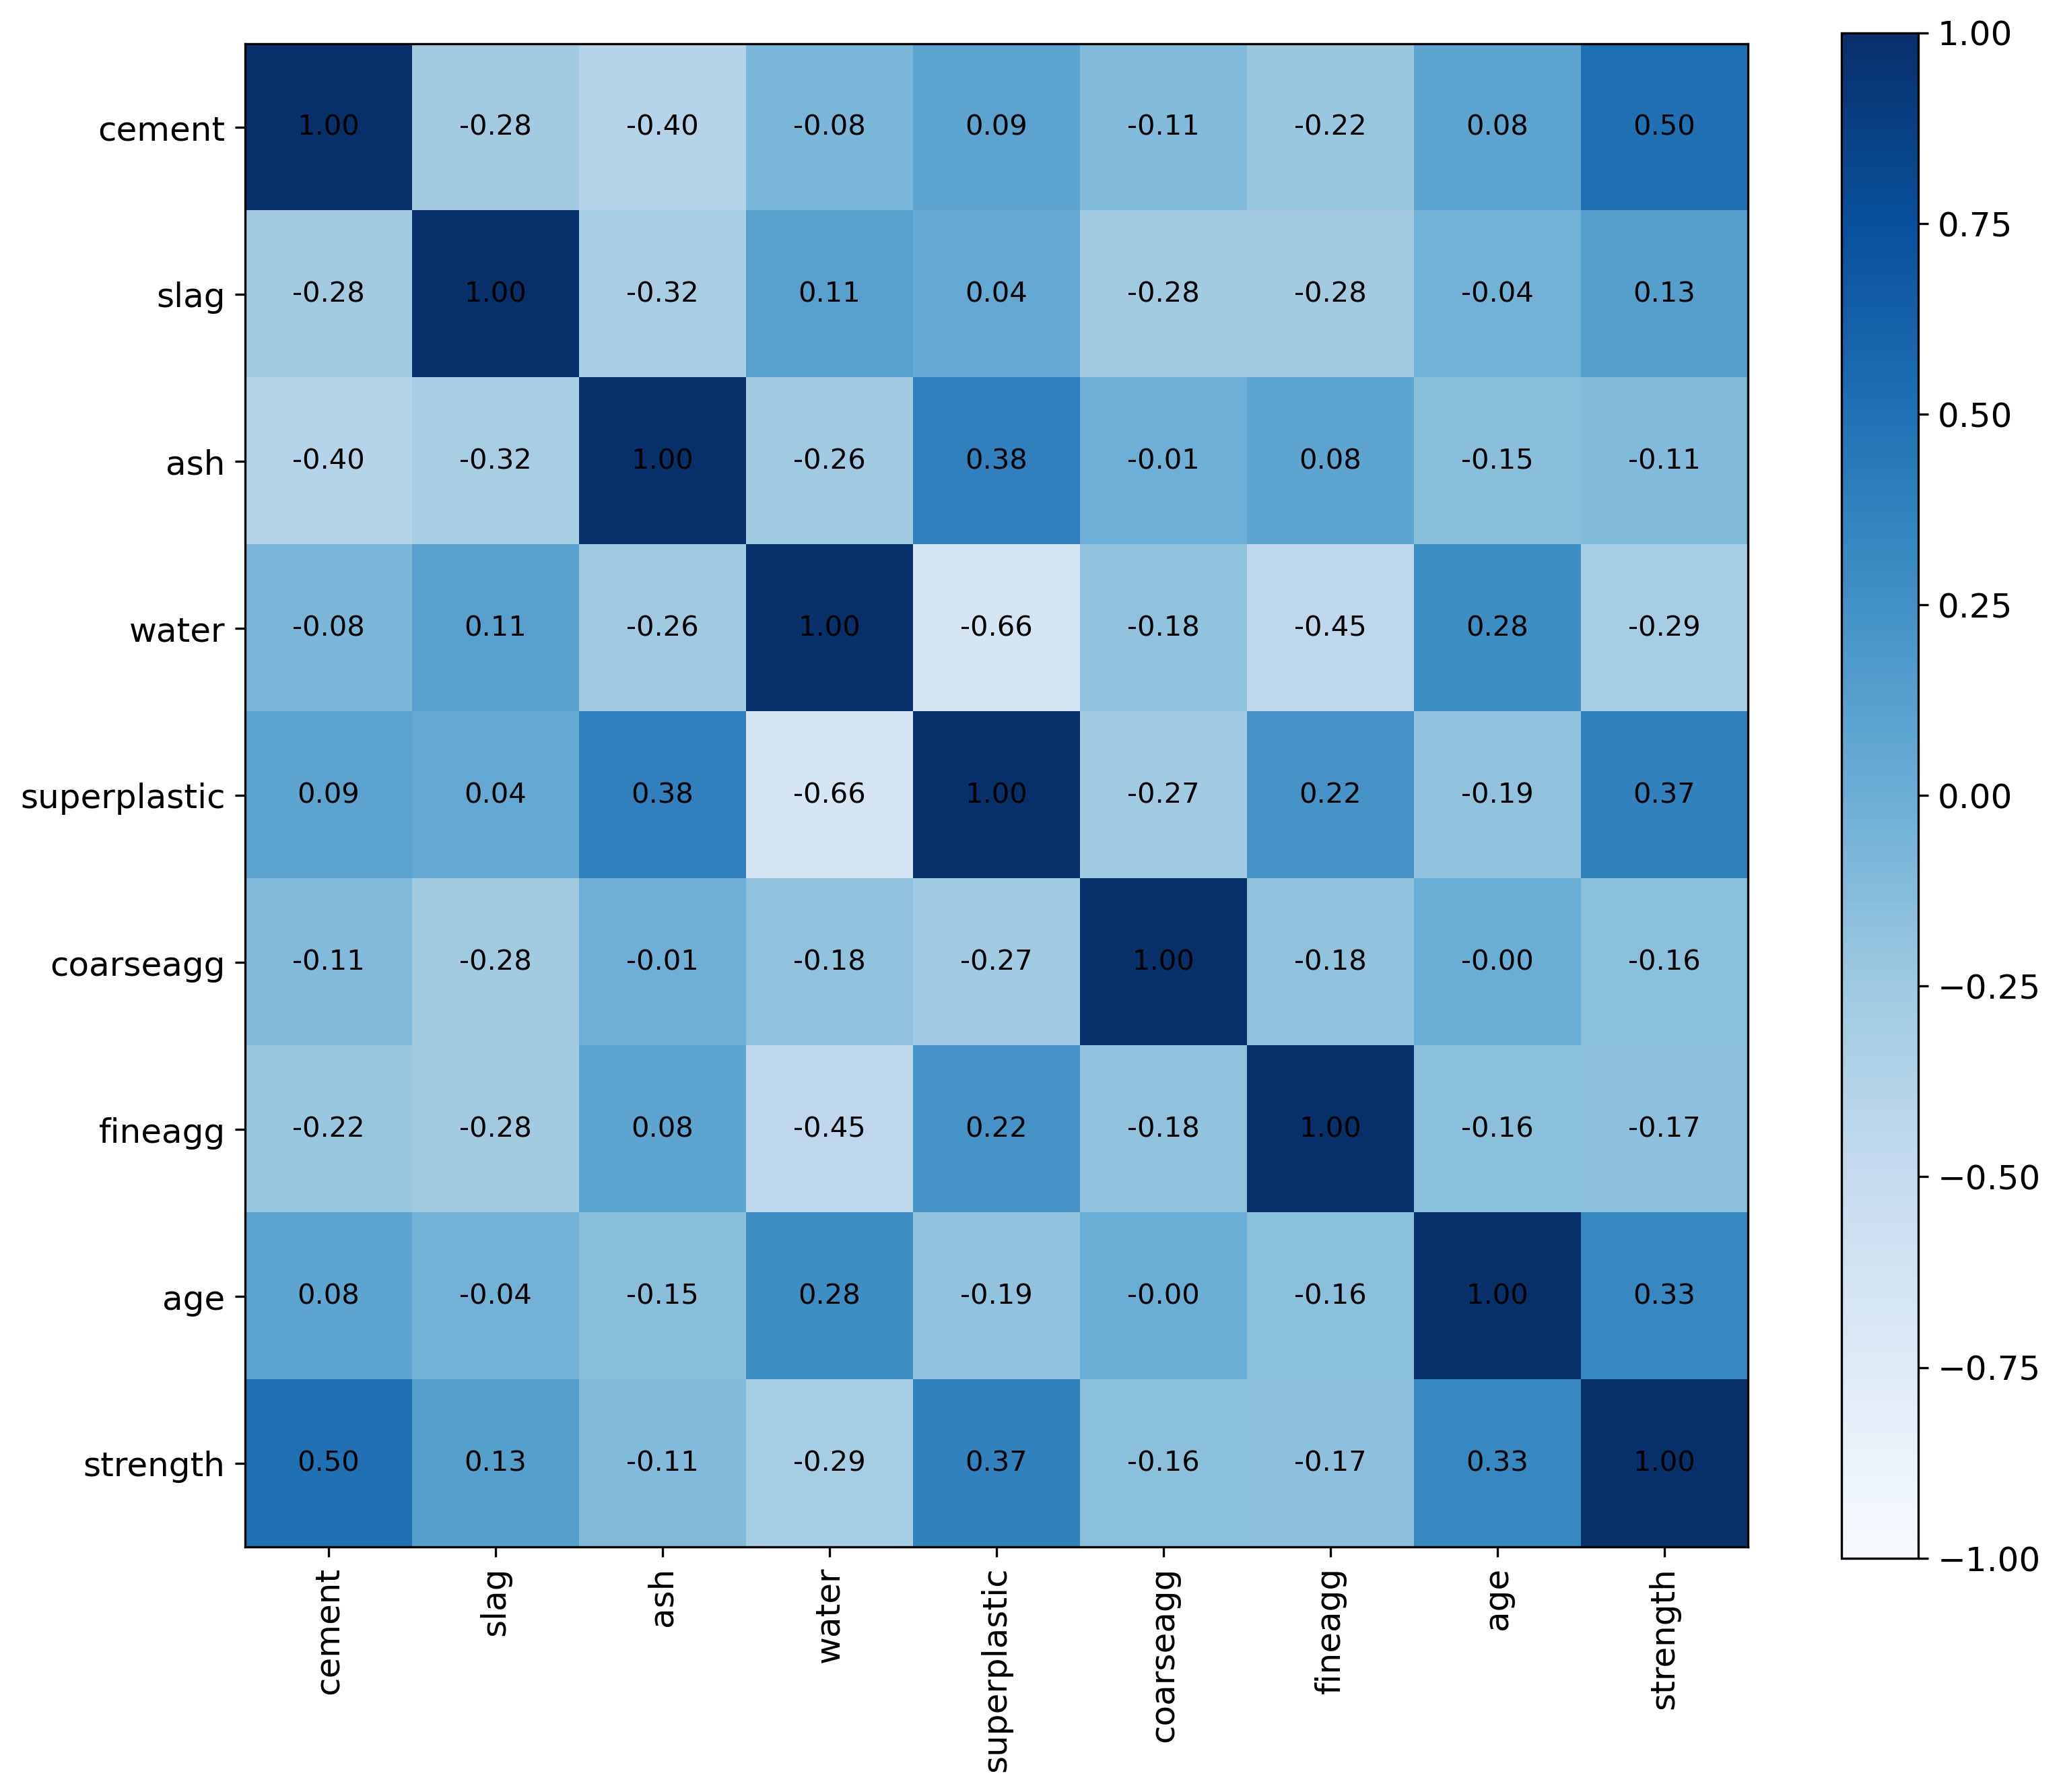 cement 1.00 -0.28 -0.40 -0.08 0.09 -0.11 -0.22 0.08 0.50
slag -0.28 1.00 -0.32 0.11 0.04 -0.28 -0.28 -0.04 0.13
ash -0.40 -0.32 1.00 -0.26 0.38 -0.01 0.08 -0.15 -0.11
water -0.08 0.11 -0.26 1.00 -0.66 -0.18 -0.45 0.28 -0.29
superplastic 0.09 0.04 0.38 -0.66 1.00 -0.27 0.22 -0.19 0.37
coarseagg -0.11 -0.28 -0.01 -0.18 -0.27 1.00 -0.18 -0.00 -0.16
fineagg -0.22 -0.28 0.08 -0.45 0.22 -0.18 1.00 -0.16 -0.17
age 0.08 -0.04 -0.15 0.28 -0.19 -0.00 -0.16 1.00 0.33
strength 0.50 0.13 -0.11 -0.29 0.37 -0.16 -0.17 0.33 1.00
cement
slag
ash
water
superplastic
coarseagg
fineagg
age
strength
1.00
0.75
0.50
0.25
0.00
−0.25
−0.50
−0.75
−1.00